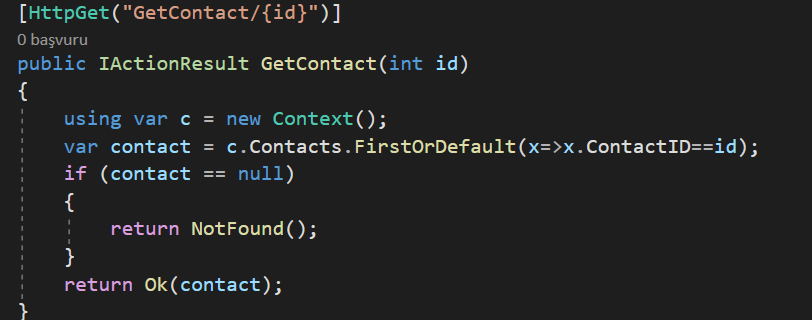 [HttpGet("GetContact/{id}")]
0 başvuru
public IActionResult GetContact(int id)
{
using var c = new Context();
var contact = c.Contacts.FirstOrDefault(x=>x.ContactID==id);
if (contact == null)
{
return NotFound();
}
return Ok(contact);
}